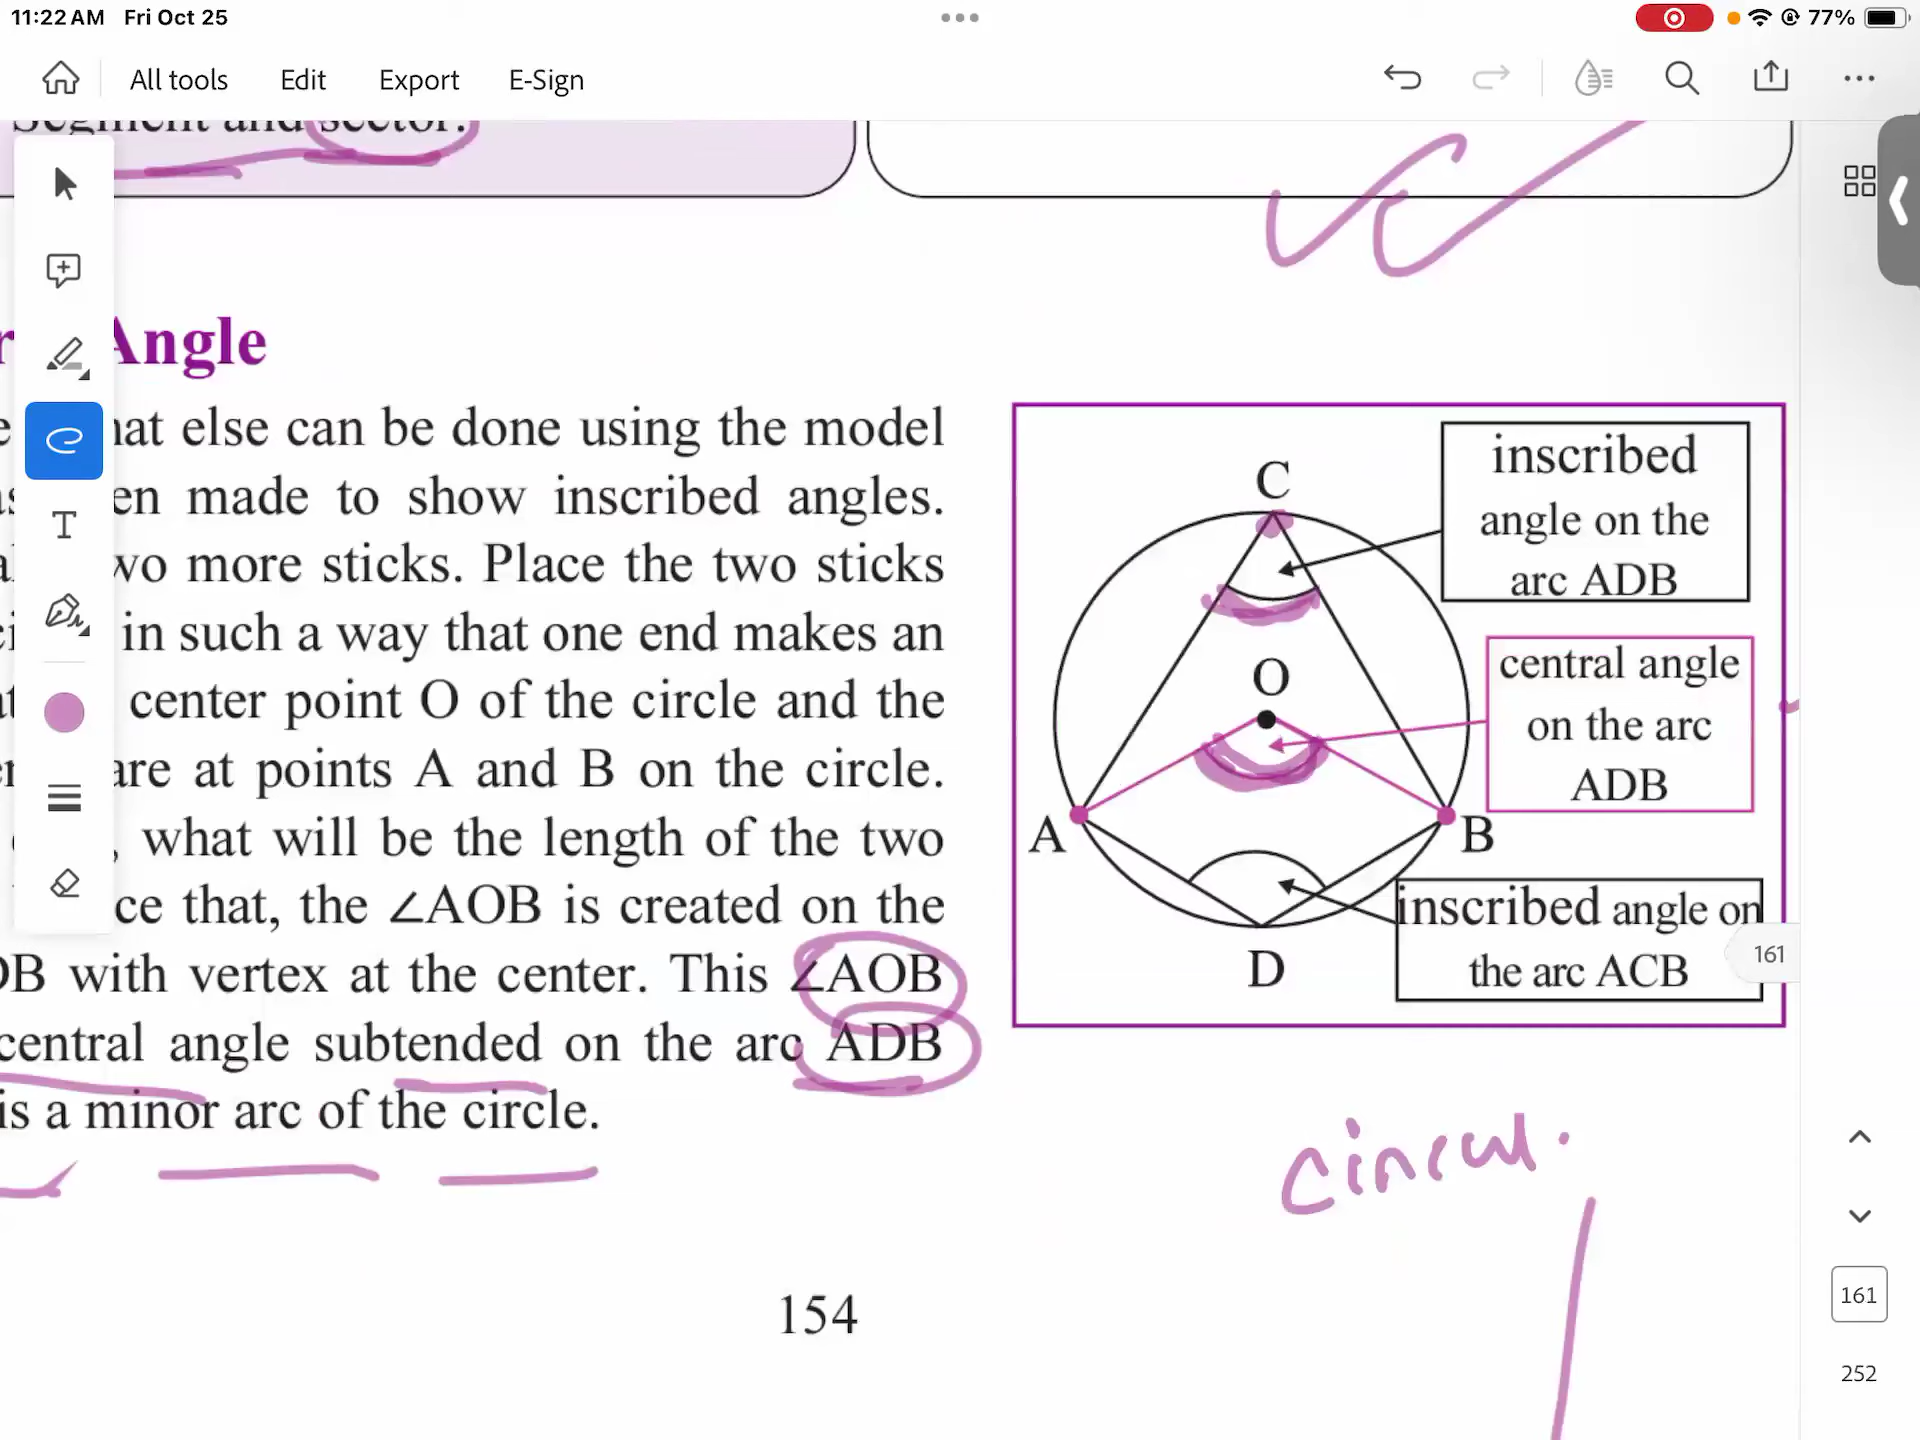 11:22 AM Fri Oct 25
77%
All tools Edit Export E-Sign
Segment and sector.
Angle
hat else can be done using the model
en made to show inscribed angles.
wo more sticks. Place the two sticks
in such a way that one end makes an
center point O of the circle and the
are at points A and B on the circle.
, what will be the length of the two
ce that, the ∠AOB is created on the
DB with vertex at the center. This ∠AOB
central angle subtended on the arc ADB
is a minor arc of the circle.
C
inscribed
angle on the
arc ADB
O
central angle
on the arc
ADB
A
B
inscribed angle on
the arc ACB
D
161
154
161
252